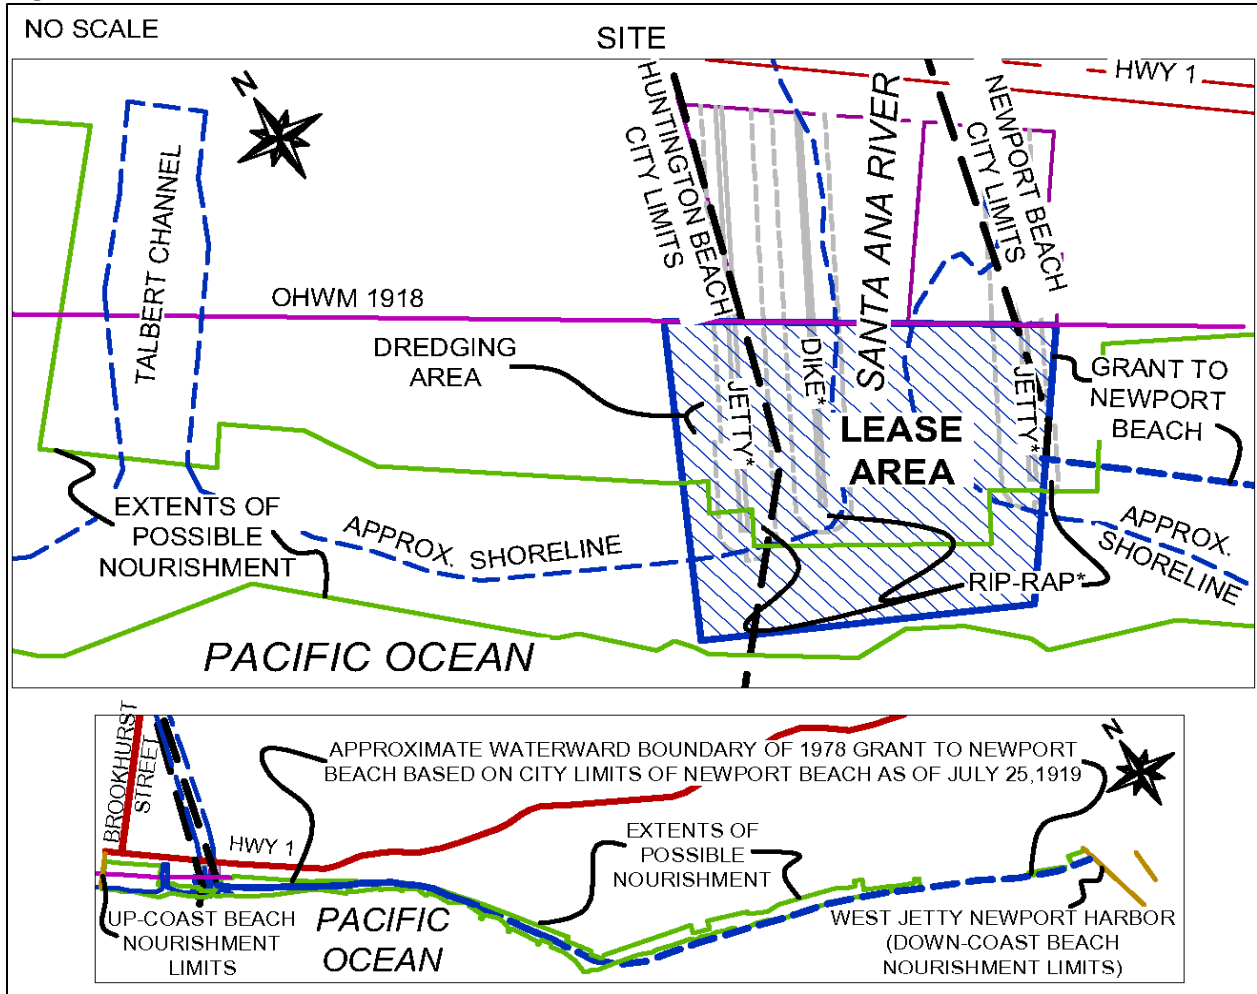 NO SCALE
SITE
N
HUNTINGTON BEACH
CITY LIMITS
SANTA ANA RIVER
NEWPORT BEACH
CITY LIMITS
HWY 1
TALBERT CHANNEL
OHWM 1918
DREDGING
AREA
JETTY*
DIKE*
JETTY*
LEASE
AREA
GRANT TO
NEWPORT
BEACH
EXTENTS OF
POSSIBLE
NOURISHMENT
APPROX. SHORELINE
APPROX.
SHORELINE
RIP-RAP*
PACIFIC OCEAN
BROOKHURST
STREET
APPROXIMATE WATERWARD BOUNDARY OF 1978 GRANT TO NEWPORT
BEACH BASED ON CITY LIMITS OF NEWPORT BEACH AS OF JULY 25,1919
N
HWY 1
EXTENTS OF
POSSIBLE
NOURISHMENT
UP-COAST BEACH
NOURISHMENT
LIMITS
PACIFIC
OCEAN
WEST JETTY NEWPORT HARBOR
(DOWN-COAST BEACH
NOURISHMENT LIMITS)